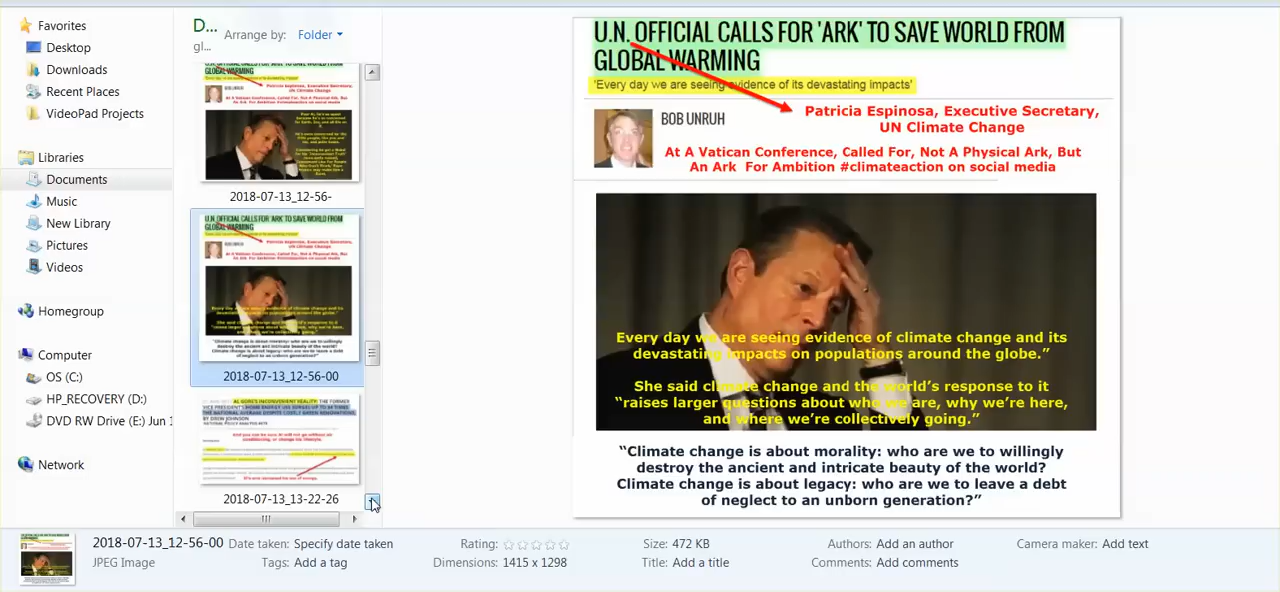 Favorites
Desktop
Downloads
Recent Places
VideoPad Projects
Libraries
Documents
Music
New Library
Pictures
Videos
Homegroup
Computer
OS (C:)
HP_RECOVERY (D:)
DVD RW Drive (E:) Jun 1
Network
D...
gl...
Arrange by: Folder
2018-07-13_12-56-
2018-07-13_12-56-00
2018-07-13_13-22-26
U.N. OFFICIAL CALLS FOR 'ARK' TO SAVE WORLD FROM
GLOBAL WARMING
'Every day we are seeing evidence of its devastating impacts'
BOB UNRUH
Patricia Espinosa, Executive Secretary,
UN Climate Change
At A Vatican Conference, Called For, Not A Physical Ark, But
An Ark For Ambition #climateaction on social media
Every day we are seeing evidence of climate change and its
devastating impacts on populations around the globe.”
She said climate change and the world’s response to it
“raises larger questions about who we are, why we’re here,
and where we’re collectively going.”
“Climate change is about morality: who are we to willingly
destroy the ancient and intricate beauty of the world?
Climate change is about legacy: who are we to leave a debt
of neglect to an unborn generation?”
2018-07-13_12-56-00 Date taken: Specify date taken Rating: Size: 472 KB Authors: Add an author Camera maker: Add text
JPEG Image Tags: Add a tag Dimensions: 1415 x 1298 Title: Add a title Comments: Add comments